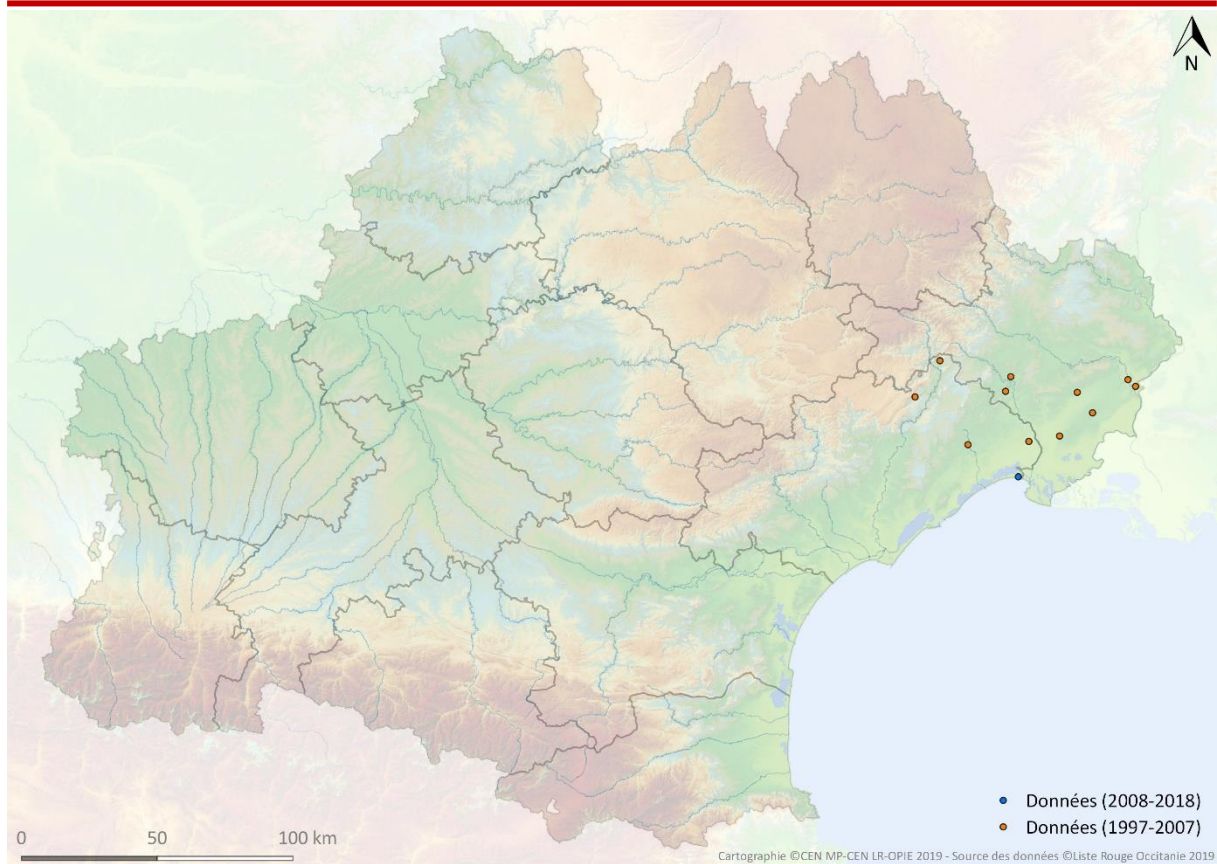 N
Données (2008-2018)
Données (1997-2007)
0 50 100 km
Cartographie ©CEN MP-CEN LR-OPIE 2019 - Source des données ©Liste Rouge Occitanie 2019